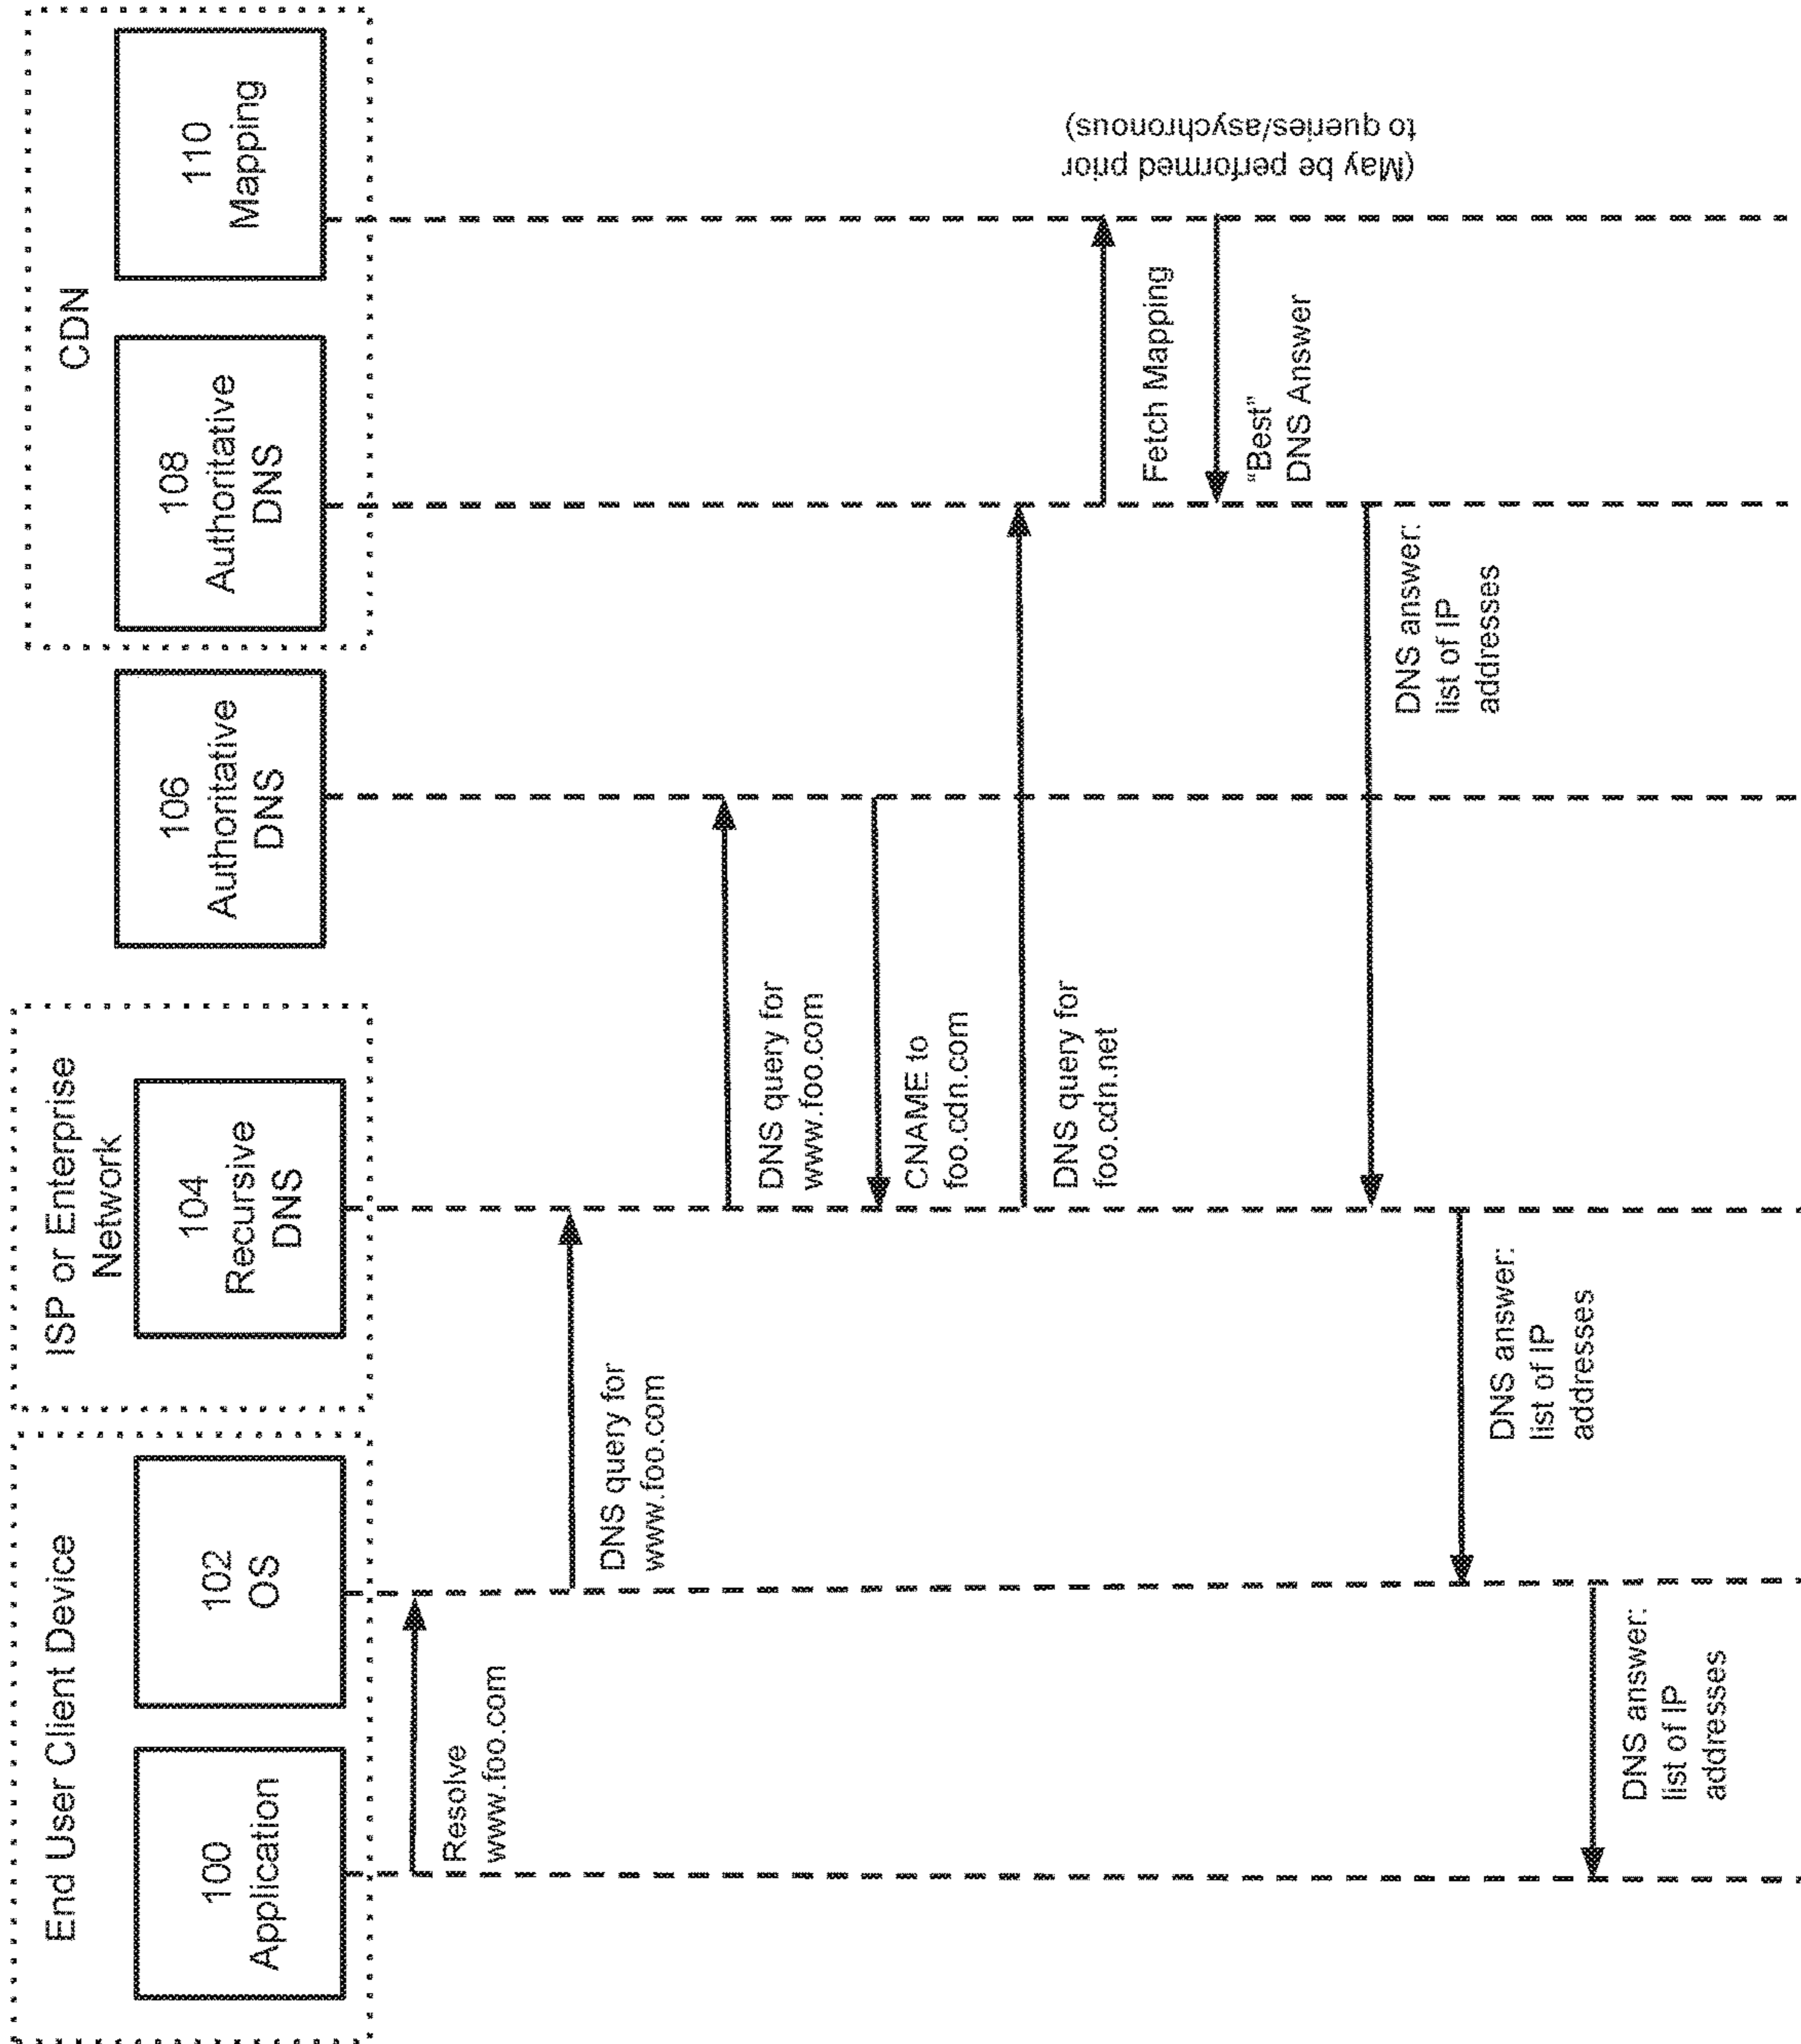 End User Client Device
100
Application
102
OS
ISP or Enterprise
Network
104
Recursive
DNS
106
Authoritative
DNS
CDN
108
Authoritative
DNS
110
Mapping
Resolve
www.foo.com
DNS query for
www.foo.com
DNS query for
www.foo.com
CNAME to
foo.cdn.com
DNS query for
foo.cdn.net
Fetch Mapping
“Best”
DNS Answer
(May be performed prior
to queries/asychronous)
DNS answer:
list of IP
addresses
DNS answer:
list of IP
addresses
DNS answer:
list of IP
addresses